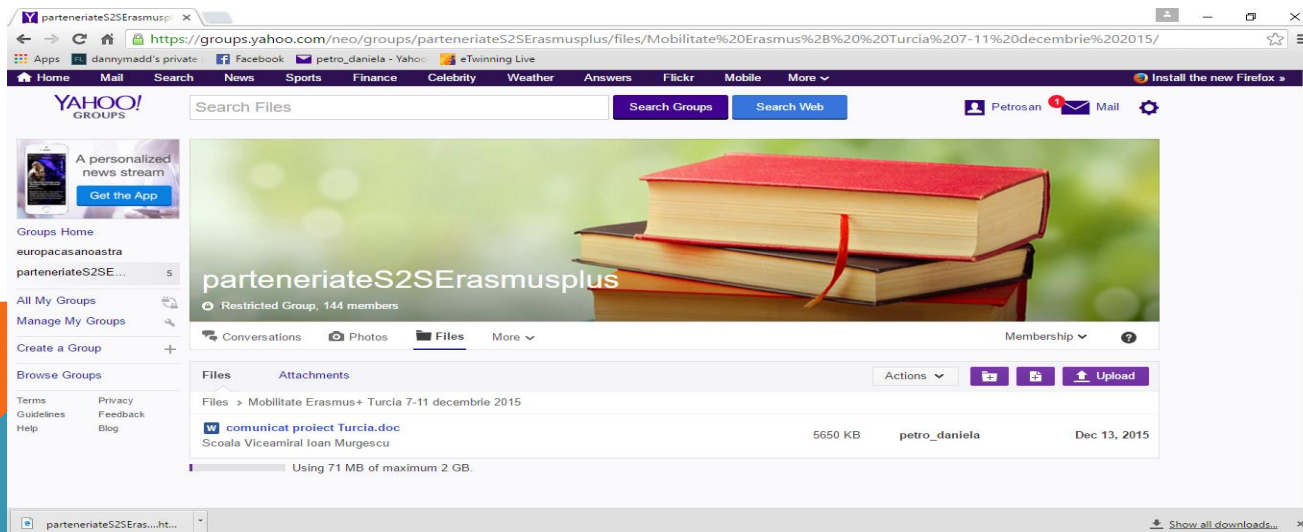 parteneriateS2SErasmuspl
https://groups.yahoo.com/neo/groups/parteneriateS2SErasmusplus/files/Mobilitate%20Erasmus%2B%20%20Turcia%207-11%20decembrie%202015/
Apps dannymadd's private Facebook petro_daniela - Yahoo eTwinning Live
Home Mail Search News Sports Finance Celebrity Weather Answers Flickr Mobile More Install the new Firefox »
YAHOO! GROUPS Search Files Search Groups Search Web Petrosan 1 Mail
A personalized
news stream
Get the App
Groups Home
europacasanoastra
parteneriateS2SE... 5
All My Groups
Manage My Groups
Create a Group +
Browse Groups
Terms Privacy
Guidelines Feedback
Help Blog
parteneriateS2SErasmusplus
Restricted Group, 144 members
Conversations Photos Files More Membership ?
Files Attachments Actions Upload
Files > Mobilitate Erasmus+ Turcia 7-11 decembrie 2015
W comunicat proiect Turcia.doc 5650 KB petro_daniela Dec 13, 2015
Scoala Viceamiral Ioan Murgescu
Using 71 MB of maximum 2 GB.
parteneriateS2SEras....ht... Show all downloads...